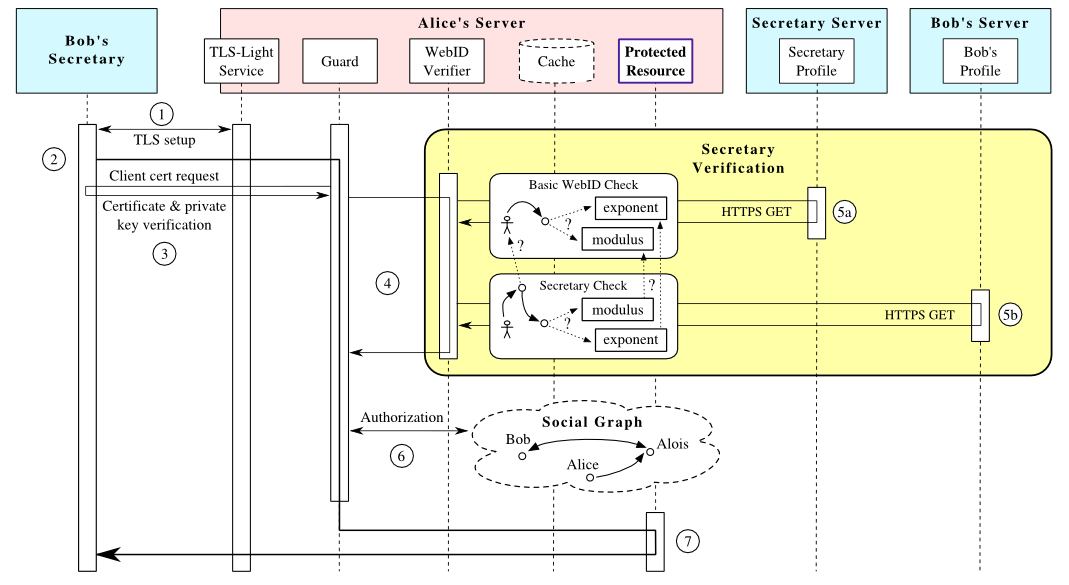 Bob's
Secretary
Alice's Server
TLS-Light
Service
Guard
WebID
Verifier
Cache
Protected
Resource
Secretary Server
Secretary
Profile
Bob's Server
Bob's
Profile
1
TLS setup
2
Client cert request
Certificate & private
key verification
3
4
Secretary
Verification
Basic WebID Check
exponent
?
modulus
?
HTTPS GET
5a
Secretary Check
?
modulus
?
exponent
HTTPS GET
5b
Authorization
6
Social Graph
Bob
Alois
Alice
7